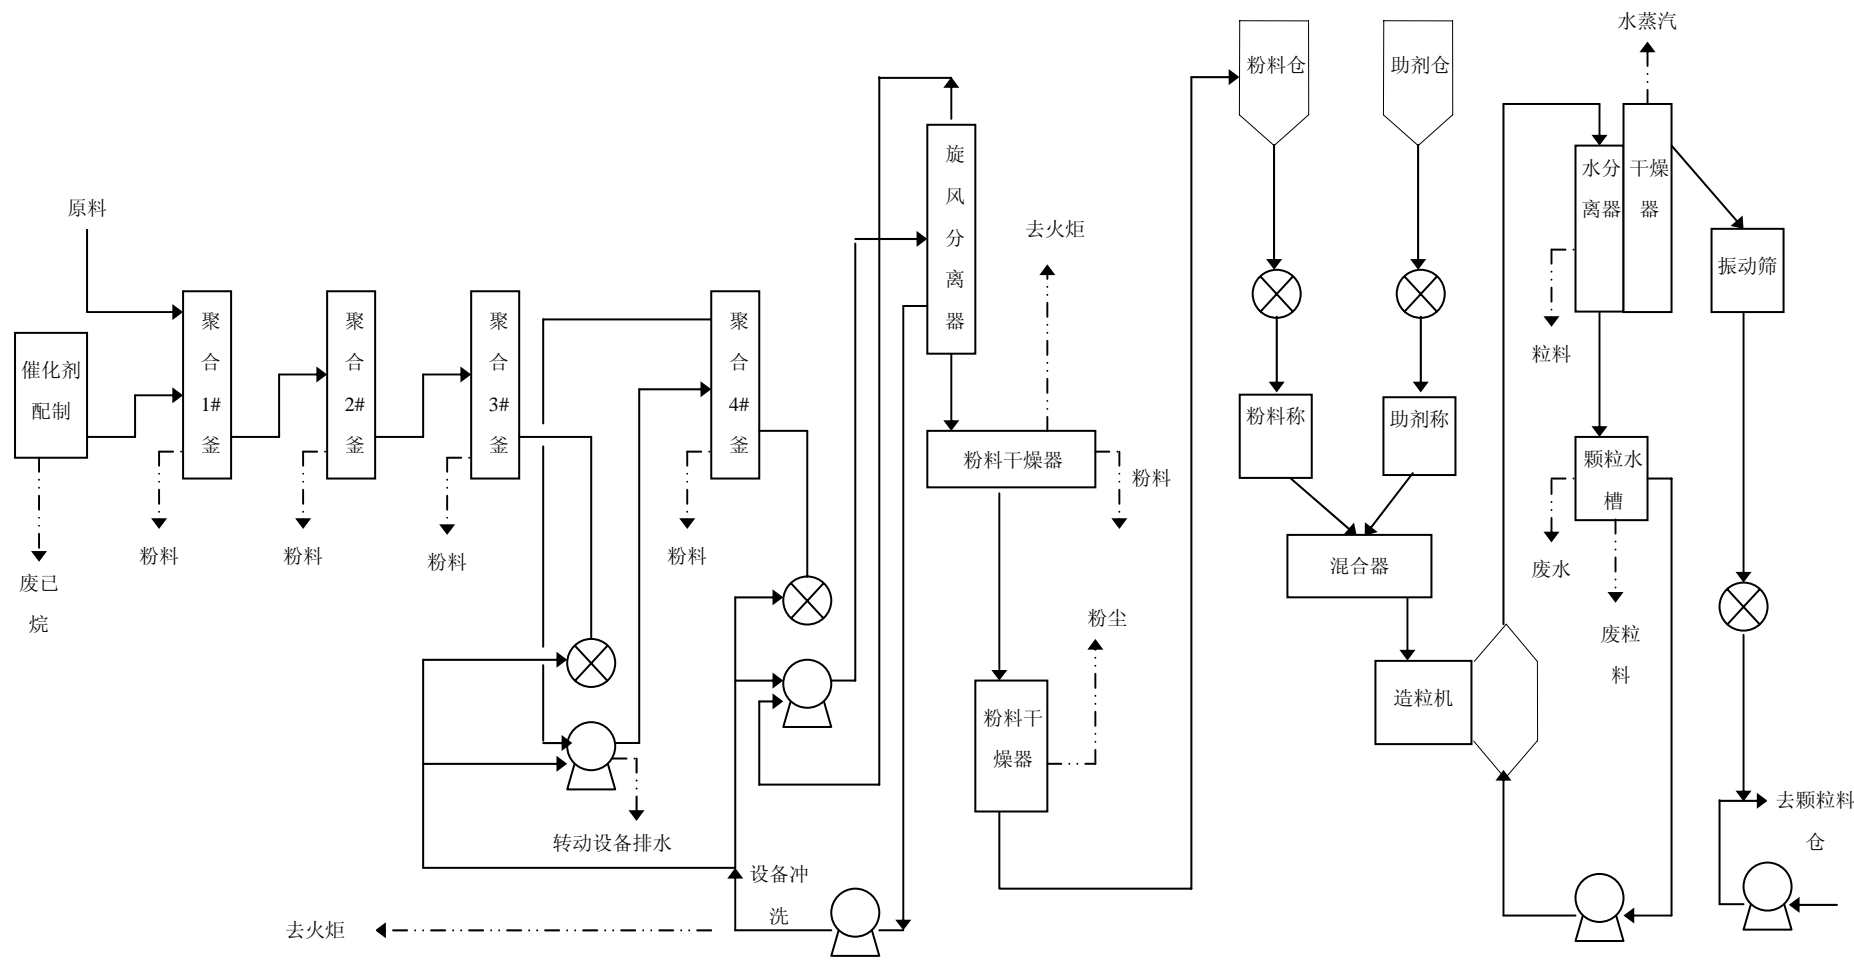 水蒸汽
粉料仓
助剂仓
旋
风
分
离
器
水分
离器
干燥
器
原料
去火炬
振动筛
聚
合
1#
釜
聚
合
2#
釜
聚
合
3#
釜
聚
合
4#
釜
催化剂
配制
粒料
粉料称
助剂称
粉料干燥器
粉料
颗粒水
槽
粉料
粉料
粉料
粉料
废已
烷
混合器
废水
粉尘
废粒
料
造粒机
粉料干
燥器
转动设备排水
去颗粒料
仓
设备冲
洗
去火炬